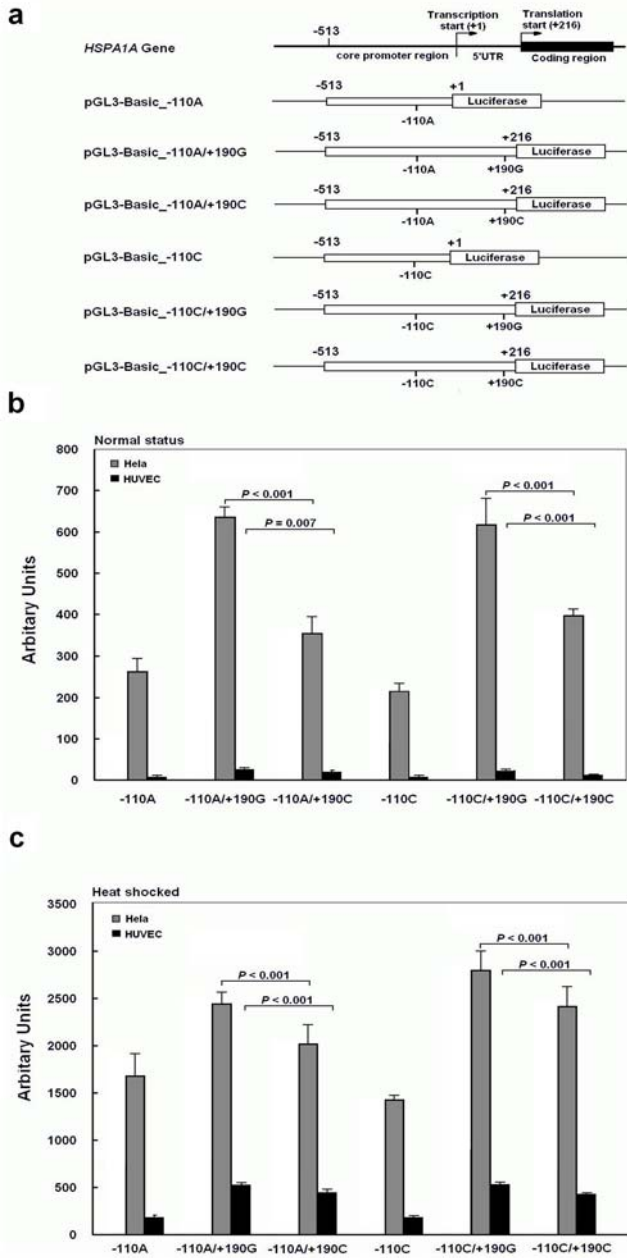 a
Transcription start (+1)
Translation start (+216)
-513
HSPA1A Gene
core promoter region
5'UTR
Coding region
-513
+1
pGL3-Basic_-110A
Luciferase
-110A
-513
+216
pGL3-Basic_-110A/+190G
Luciferase
-110A
+190G
-513
+216
pGL3-Basic_-110A/+190C
Luciferase
-110A
+190C
-513
+1
pGL3-Basic_-110C
Luciferase
-110C
-513
+216
pGL3-Basic_-110C/+190G
Luciferase
-110C
+190G
-513
+216
pGL3-Basic_-110C/+190C
Luciferase
-110C
+190C
b
Normal status
Hela
HUVEC
Arbitary Units
800
700
600
500
400
300
200
100
0
P < 0.001
P = 0.007
P < 0.001
P < 0.001
-110A
-110A/+190G
-110A/+190C
-110C
-110C/+190G
-110C/+190C
c
Heat shocked
Hela
HUVEC
Arbitary Units
3500
3000
2500
2000
1500
1000
500
0
P < 0.001
P < 0.001
P < 0.001
P < 0.001
-110A
-110A/+190G
-110A/+190C
-110C
-110C/+190G
-110C/+190C